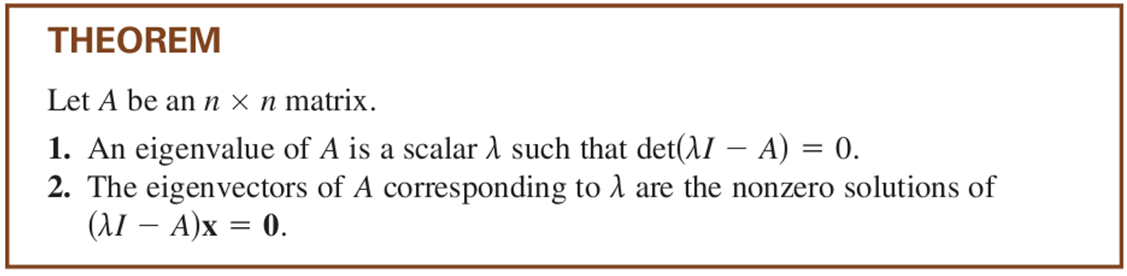 THEOREM
Let A be an n × n matrix.
1. An eigenvalue of A is a scalar λ such that det(λI − A) = 0.
2. The eigenvectors of A corresponding to λ are the nonzero solutions of
(λI − A)x = 0.